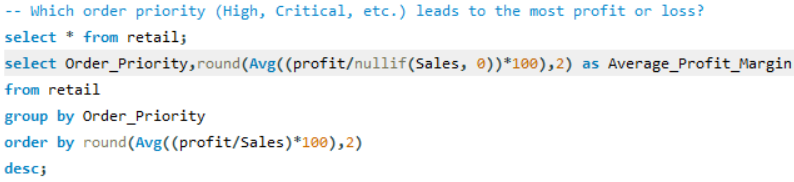 -- Which order priority (High, Critical, etc.) leads to the most profit or loss?
select * from retail;
select Order_Priority,round(Avg((profit/nullif(Sales, 0))*100),2) as Average_Profit_Margin
from retail
group by Order_Priority
order by round(Avg((profit/Sales)*100),2)
desc;